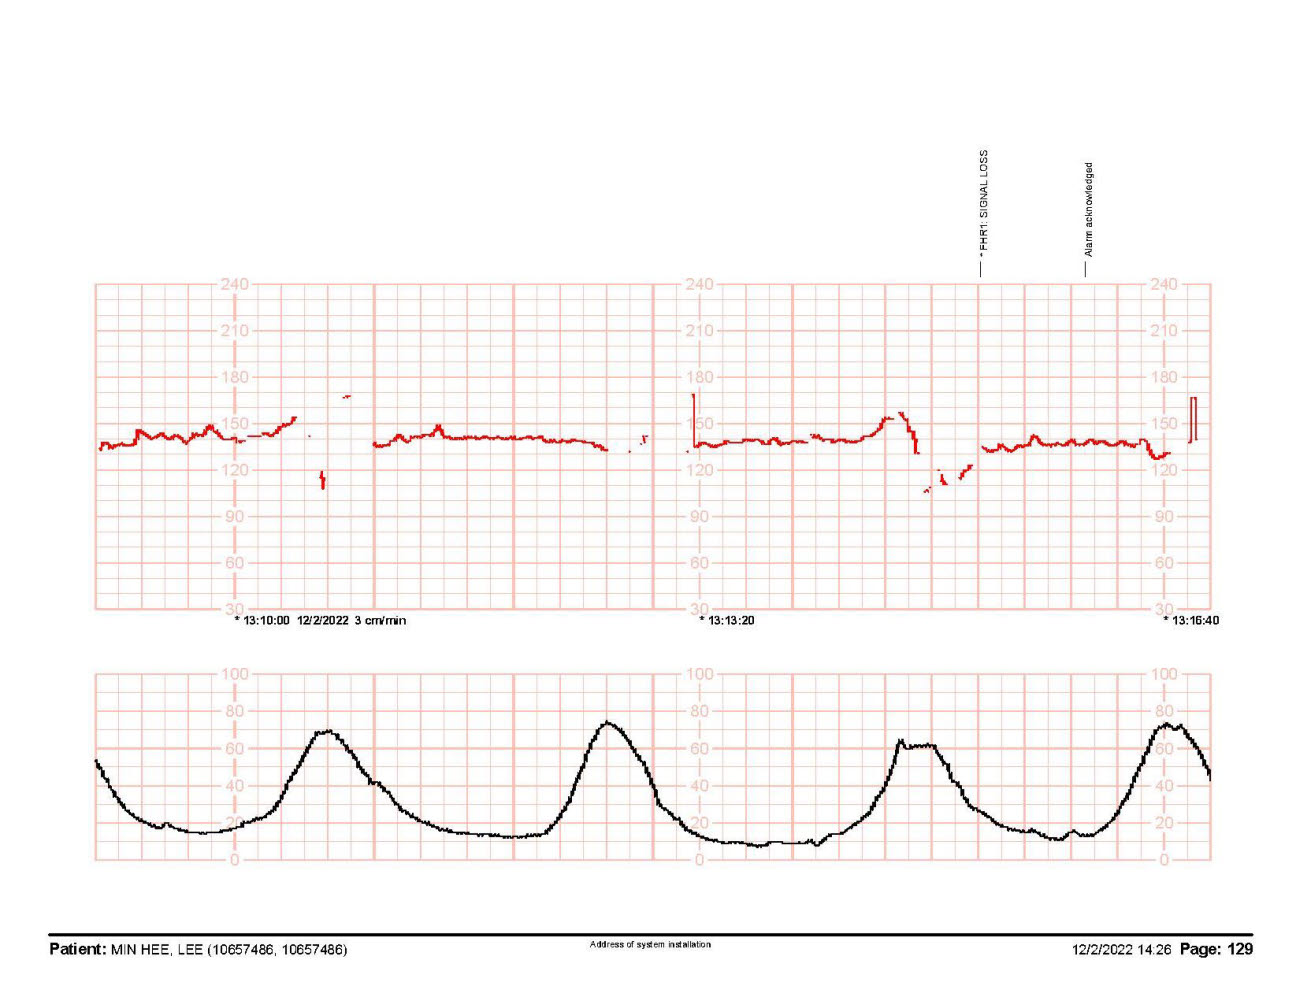 * FHR1: SIGNAL LOSS
Alarm acknowledged
240 240 240
210 210 210
180 180 180
150 150 150
120 120 120
90 90 90
60 60 60
30 30 30
* 13:10:00 12/2/2022 3 cm/min * 13:13:20 * 13:16:40
100 100 100
80 80 80
60 60 60
40 40 40
20 20 20
0 0 0
Patient: MIN HEE, LEE (10657486, 10657486) Address of system installation 12/2/2022 14:26 Page: 129